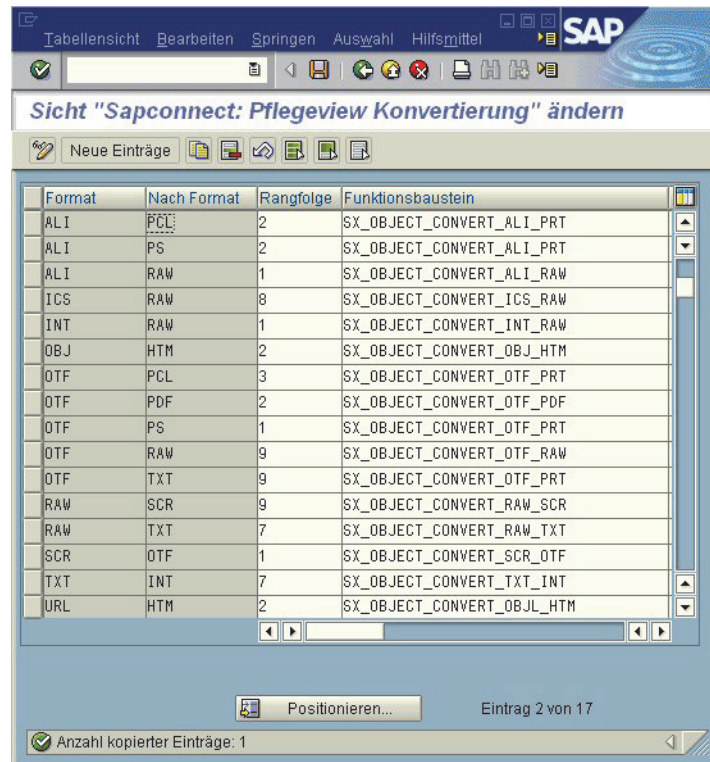 Tabellensicht Bearbeiten Springen Auswahl Hilfsmittel
SAP
Sicht "Sapconnect: Pflegeview Konvertierung" ändern
Neue Einträge
Format Nach Format Rangfolge Funktionsbaustein
ALI PCL 2 SX_OBJECT_CONVERT_ALI_PRT
ALI PS 2 SX_OBJECT_CONVERT_ALI_PRT
ALI RAW 1 SX_OBJECT_CONVERT_ALI_RAW
ICS RAW 8 SX_OBJECT_CONVERT_ICS_RAW
INT RAW 1 SX_OBJECT_CONVERT_INT_RAW
OBJ HTM 2 SX_OBJECT_CONVERT_OBJ_HTM
OTF PCL 3 SX_OBJECT_CONVERT_OTF_PRT
OTF PDF 2 SX_OBJECT_CONVERT_OTF_PDF
OTF PS 1 SX_OBJECT_CONVERT_OTF_PRT
OTF RAW 9 SX_OBJECT_CONVERT_OTF_RAW
OTF TXT 9 SX_OBJECT_CONVERT_OTF_PRT
RAW SCR 9 SX_OBJECT_CONVERT_RAW_SCR
RAW TXT 7 SX_OBJECT_CONVERT_RAW_TXT
SCR OTF 1 SX_OBJECT_CONVERT_SCR_OTF
TXT INT 7 SX_OBJECT_CONVERT_TXT_INT
URL HTM 2 SX_OBJECT_CONVERT_OBJL_HTM
Positionieren... Eintrag 2 von 17
Anzahl kopierter Einträge: 1